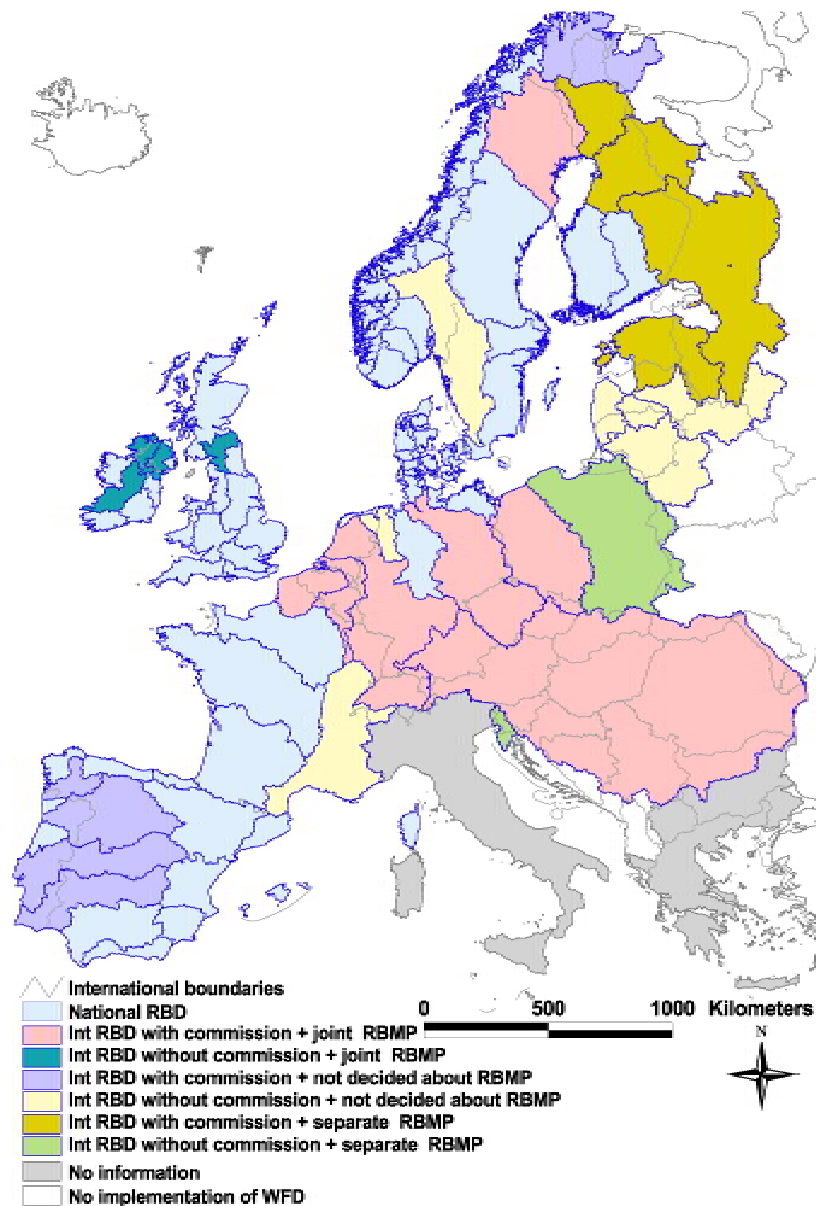 International boundaries
National RBD
0 500 1000 Kilometers
Int RBD with commission + joint RBMP
N
Int RBD without commission + joint RBMP
Int RBD with commission + not decided about RBMP
Int RBD without commission + not decided about RBMP
Int RBD with commission + separate RBMP
Int RBD without commission + separate RBMP
No information
No implementation of WFD